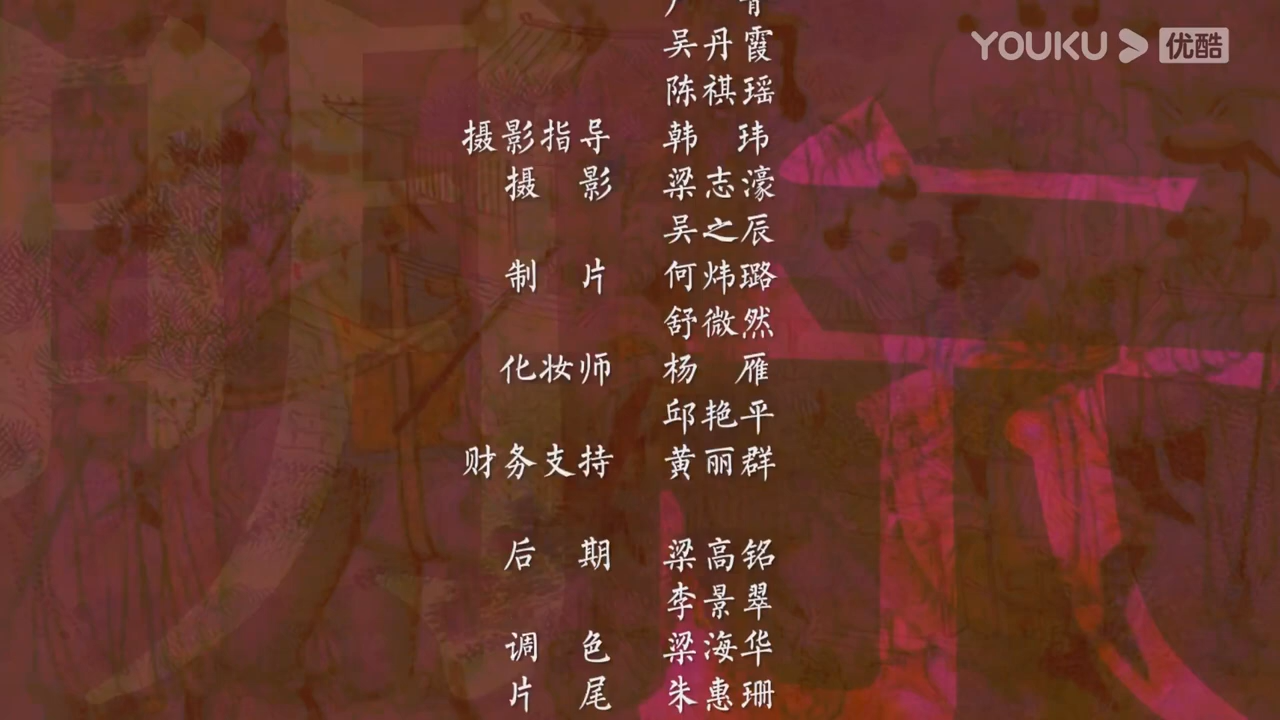 YOUKU 优酷
吴丹霞
陈祺瑶
摄影指导 韩 玮
摄 影 梁志濠
吴之辰
制 片 何炜璐
舒微然
化妆师 杨 雁
邱艳平
财务支持 黄丽群
后 期 梁高铭
李景翠
调 色 梁海华
片 尾 朱惠珊